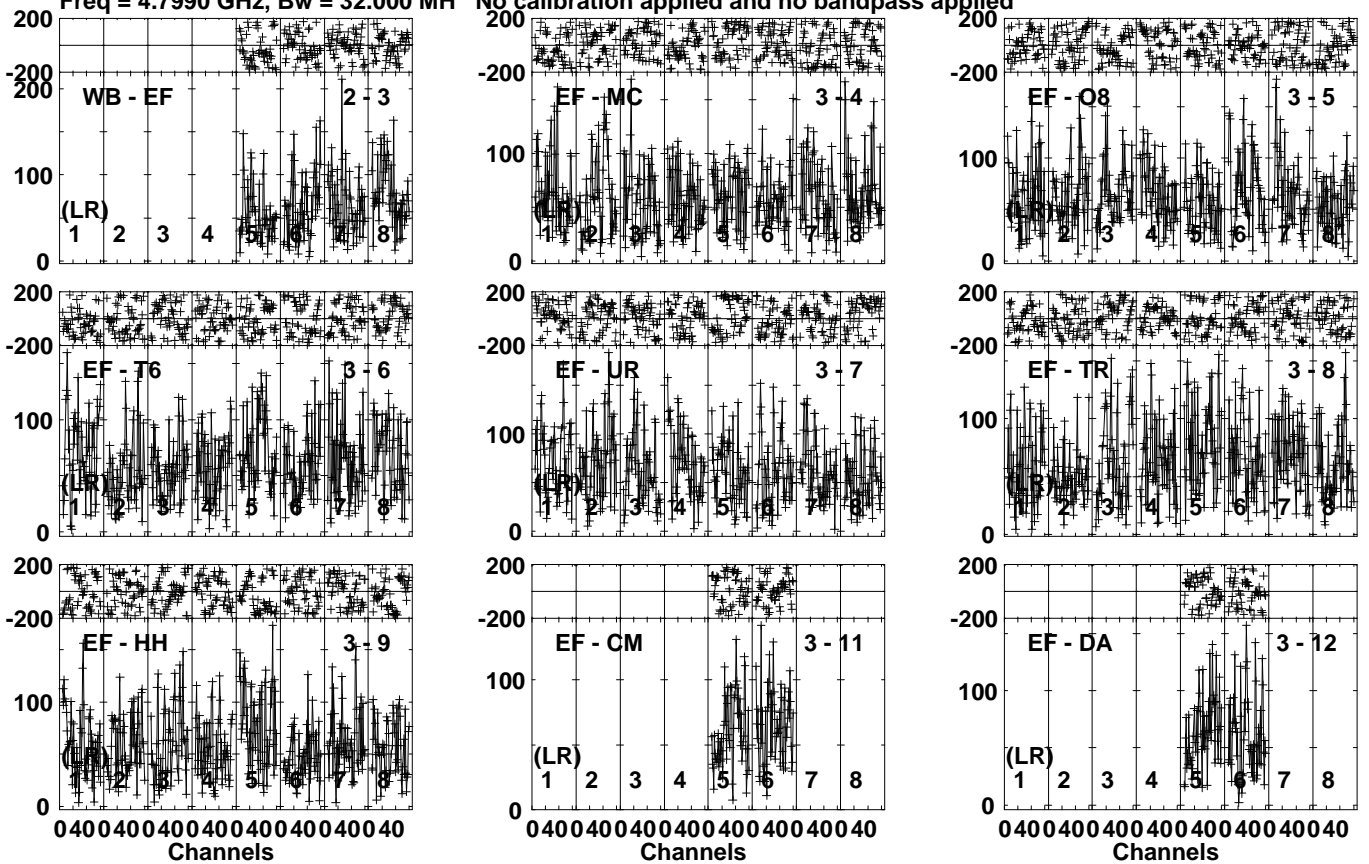 Freq = 4.7990 GHz, Bw = 32.000 MH No calibration applied and no bandpass applied
200
-200
200
100
0
WB - EF 2 - 3
(LR)
1 2 3 4 5 6 7 8
200
-200
100
0
EF - MC 3 - 4
(LR)
1 2 3 4 5 6 7 8
200
-200
100
0
EF - O8 3 - 5
(LR)
1 2 3 4 5 6 7 8
200
-200
100
0
EF - T6 3 - 6
(LR)
1 2 3 4 5 6 7 8
200
-200
100
0
EF - UR 3 - 7
(LR)
1 2 3 4 5 6 7 8
200
-200
100
0
EF - TR 3 - 8
(LR)
1 2 3 4 5 6 7 8
200
-200
100
0
EF - HH 3 - 9
(LR)
1 2 3 4 5 6 7 8
0 40 0 40 0 40 0 40 0 40 0 40 0 40 0 40
Channels
200
-200
100
0
EF - CM 3 - 11
(LR)
1 2 3 4 5 6 7 8
0 40 0 40 0 40 0 40 0 40 0 40 0 40 0 40
Channels
200
-200
100
0
EF - DA 3 - 12
(LR)
1 2 3 4 5 6 7 8
0 40 0 40 0 40 0 40 0 40 0 40 0 40 0 40
Channels